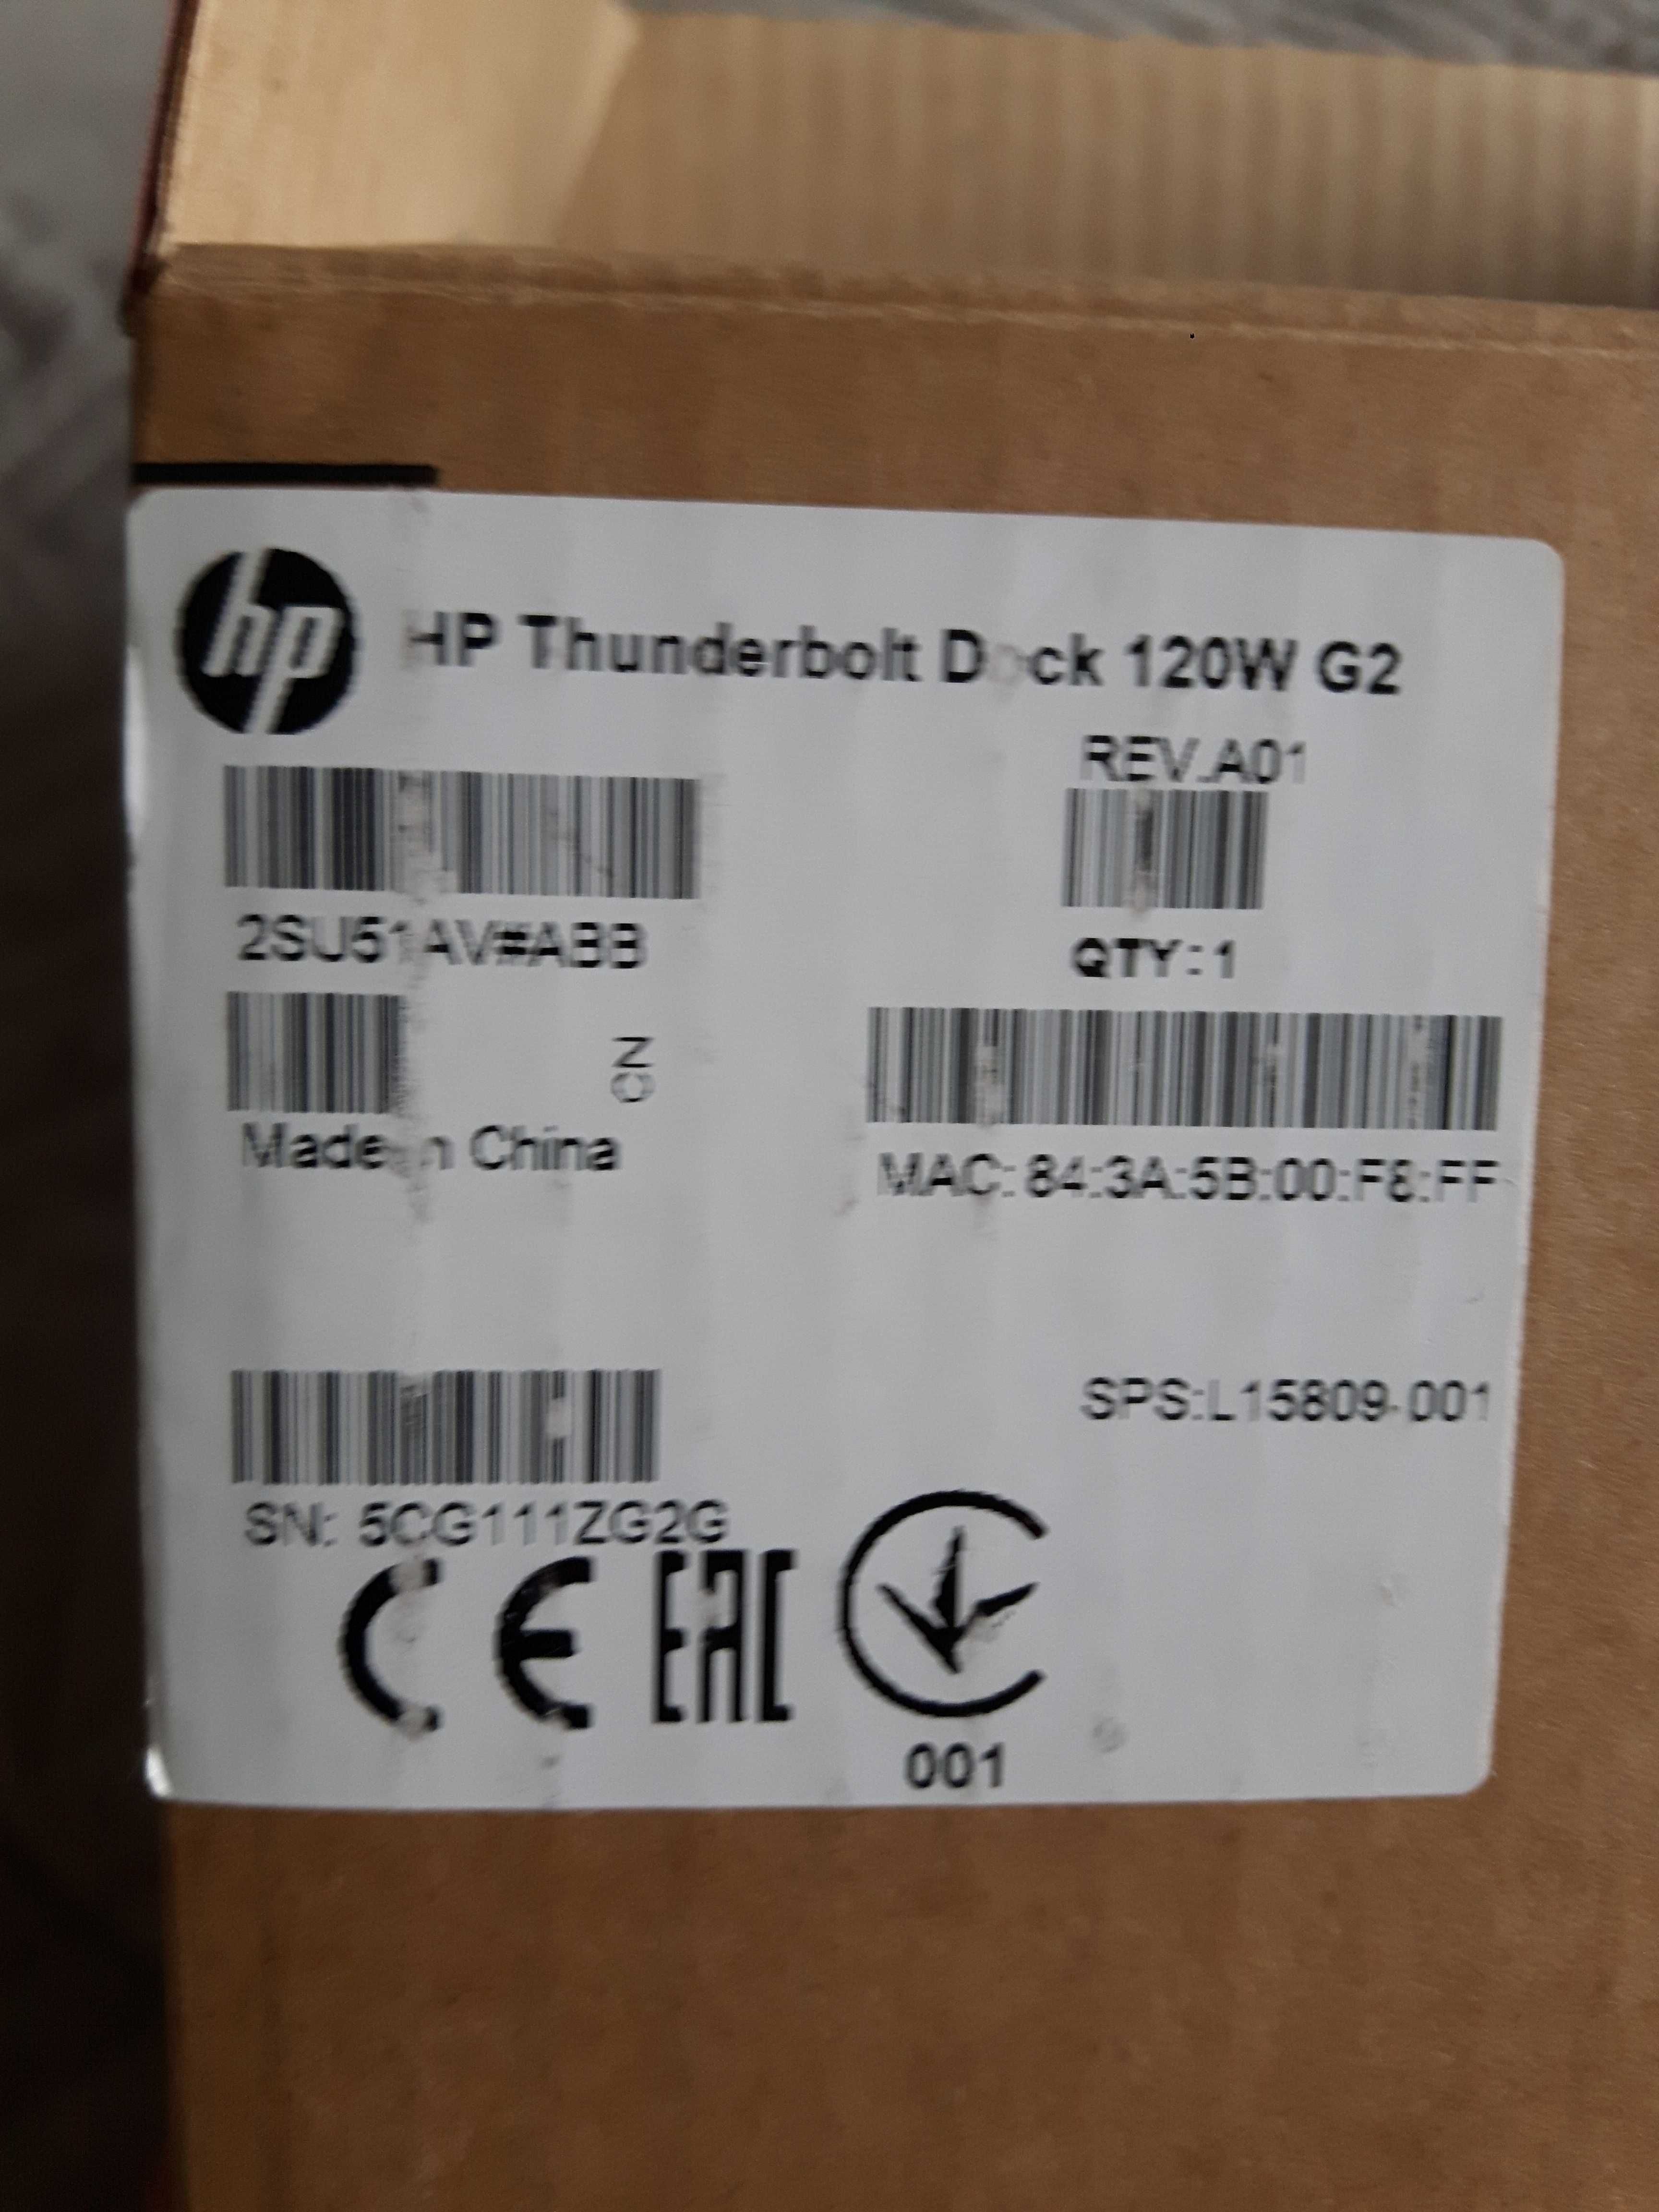 hp
HP Thunderbolt Dock 120W G2
REV.A01
2SU51AV#ABB
QTY:1
CN
Made in China
MAC: 84:3A:5B:00:F8:FF
SPS:L15809-001
SN: 5CG111ZG2G
CE EAC
001